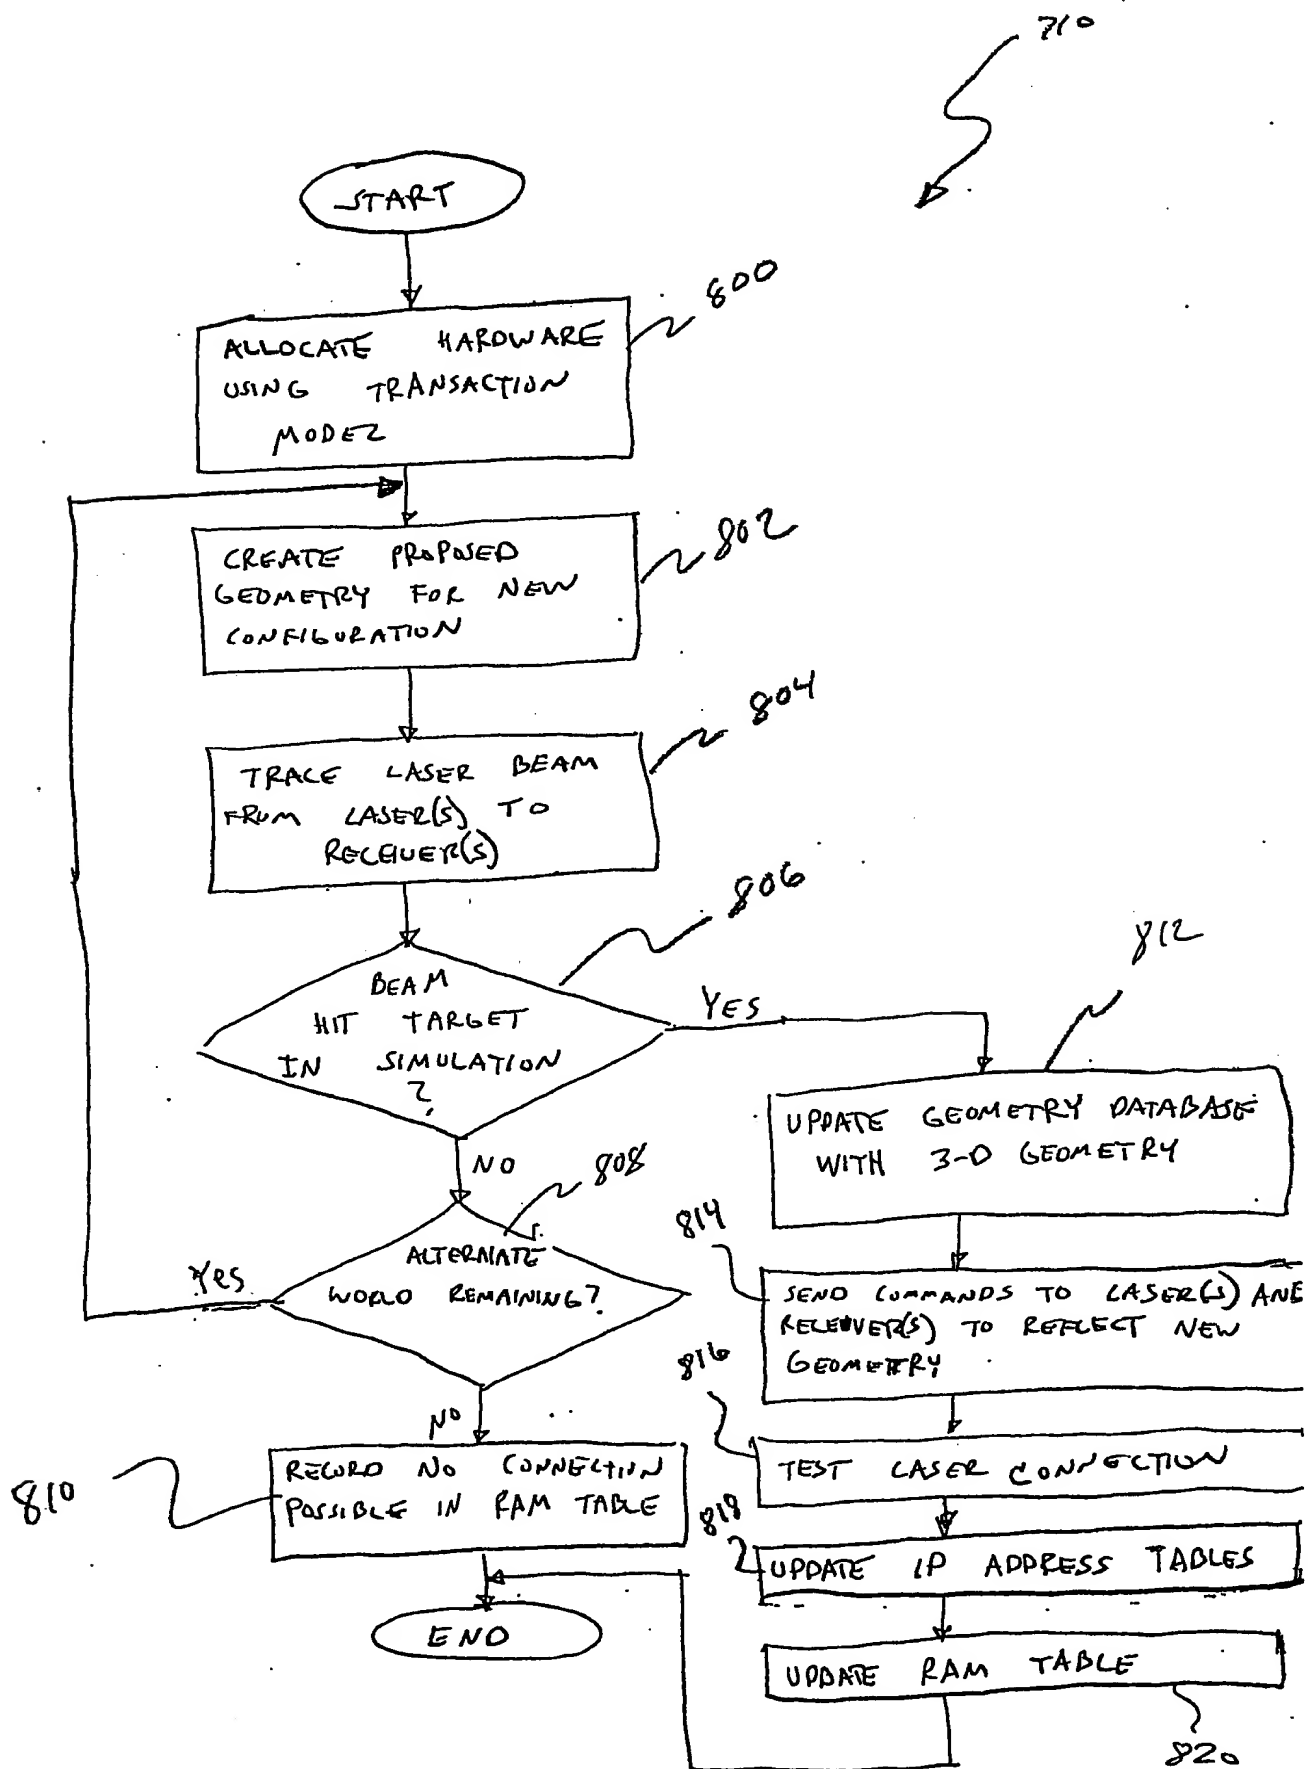 710
START
800
ALLOCATE HARDWARE
USING TRANSACTION
MODEL
802
CREATE PROPOSED
GEOMETRY FOR NEW
CONFIGURATION
804
TRACE LASER BEAM
FROM LASER(S) TO
RECEIVER(S)
806
BEAM
HIT TARGET
IN SIMULATION
?
YES
NO
808
ALTERNATE
WORLD REMAINING?
Yes
NO
810
RECORD NO CONNECTION
POSSIBLE IN RAM TABLE
END
812
UPDATE GEOMETRY DATABASE
WITH 3-D GEOMETRY
814
SEND COMMANDS TO LASER(S) AND
RECEIVER(S) TO REFLECT NEW
GEOMETRY
816
TEST LASER CONNECTION
818
UPDATE IP ADDRESS TABLES
UPDATE RAM TABLE
820